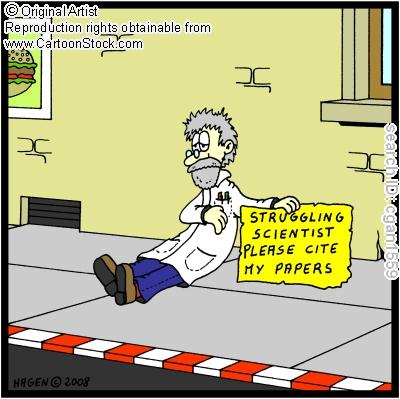 © Original Artist
Reproduction rights obtainable from
www.CartoonStock.com
STRUGGLING
SCIENTIST
PLEASE CITE
MY PAPERS
search ID: cgan1559
HAGEN © 2008